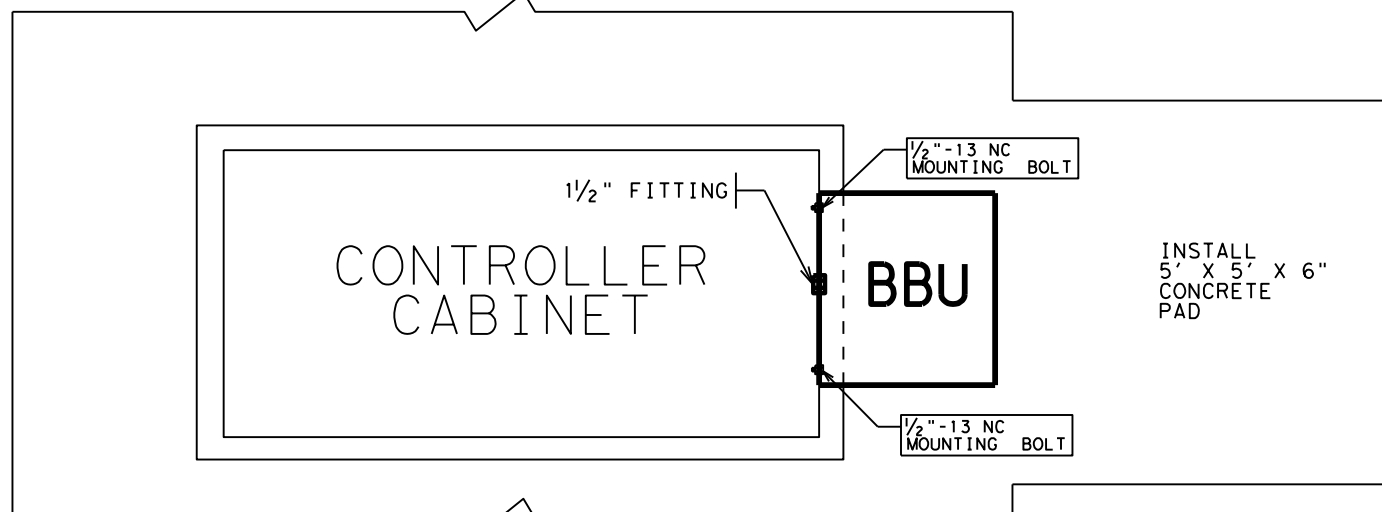 ½"-13 NC
MOUNTING BOLT
1½" FITTING
CONTROLLER
CABINET
BBU
INSTALL
5' X 5' X 6"
CONCRETE
PAD
½"-13 NC
MOUNTING BOLT